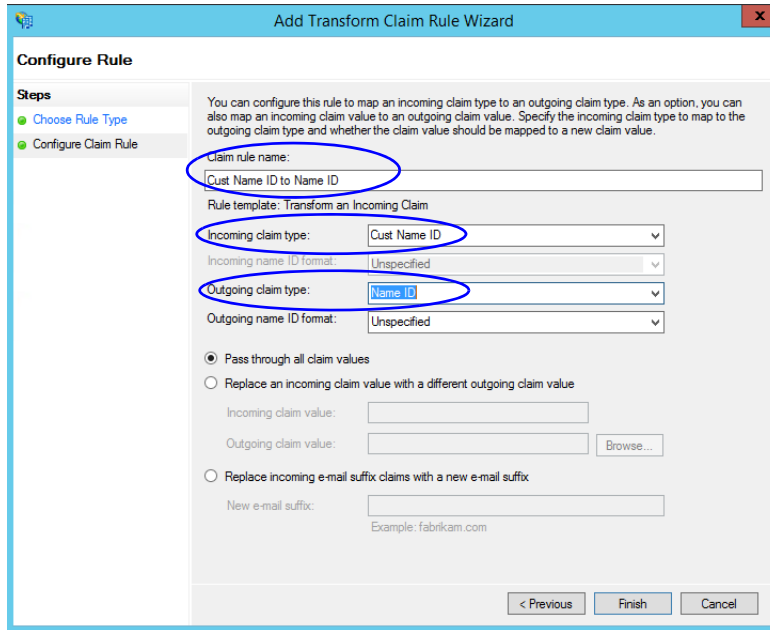 Add Transform Claim Rule Wizard
x
Configure Rule
Steps
Choose Rule Type
Configure Claim Rule
You can configure this rule to map an incoming claim type to an outgoing claim type. As an option, you can
also map an incoming claim value to an outgoing claim value. Specify the incoming claim type to map to the
outgoing claim type and whether the claim value should be mapped to a new claim value.
Claim rule name:
Cust Name ID to Name ID
Rule template: Transform an Incoming Claim
Incoming claim type: Cust Name ID
Incoming name ID format: Unspecified
Outgoing claim type: Name ID
Outgoing name ID format: Unspecified
Pass through all claim values
Replace an incoming claim value with a different outgoing claim value
Incoming claim value:
Outgoing claim value: Browse...
Replace incoming e-mail suffix claims with a new e-mail suffix
New e-mail suffix:
Example: fabrikam.com
< Previous Finish Cancel